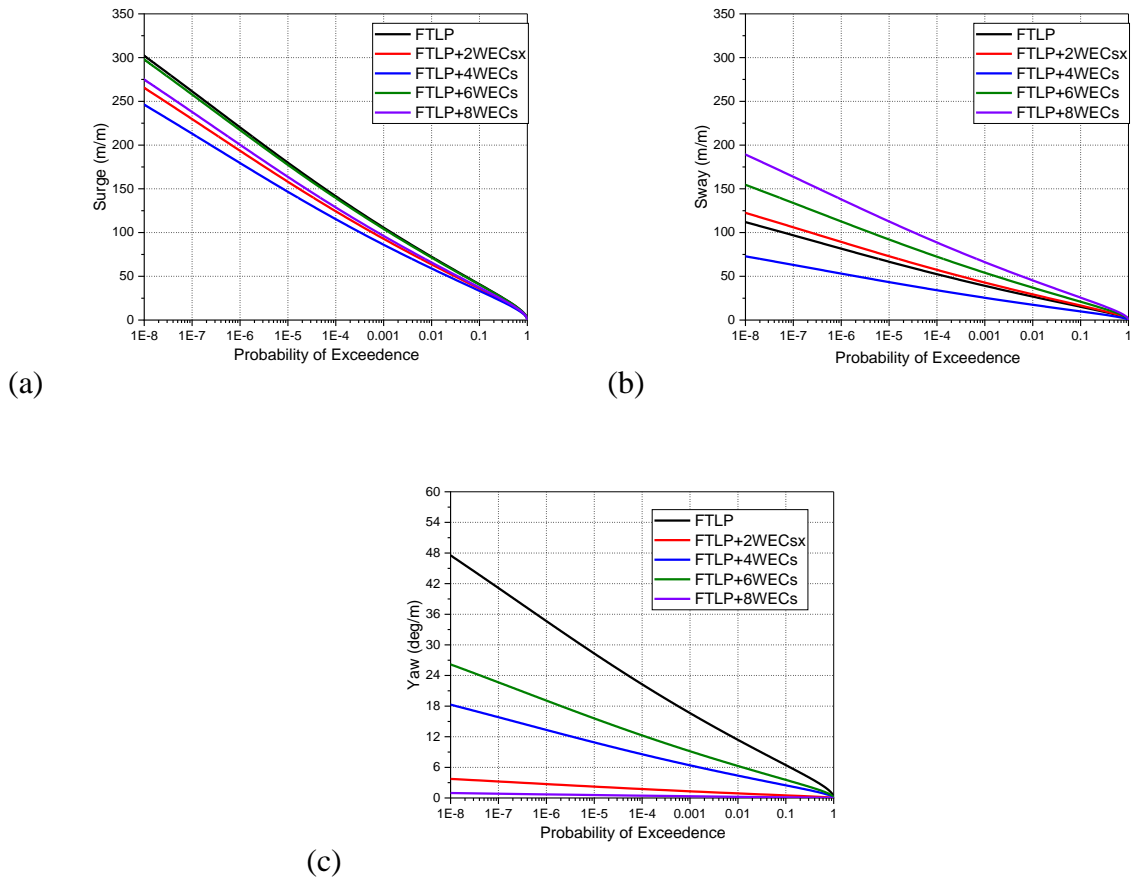 350
300
250
200
150
100
50
0
Surge (m/m)
FTLP
FTLP+2WECsx
FTLP+4WECs
FTLP+6WECs
FTLP+8WECs
1E-8 1E-7 1E-6 1E-5 1E-4 0.001 0.01 0.1 1
Probability of Exceedence
(a)
350
300
250
200
150
100
50
0
Sway (m/m)
FTLP
FTLP+2WECsx
FTLP+4WECs
FTLP+6WECs
FTLP+8WECs
1E-8 1E-7 1E-6 1E-5 1E-4 0.001 0.01 0.1 1
Probability of Exceedence
(b)
60
54
48
42
36
30
24
18
12
6
0
Yaw (deg/m)
FTLP
FTLP+2WECsx
FTLP+4WECs
FTLP+6WECs
FTLP+8WECs
1E-8 1E-7 1E-6 1E-5 1E-4 0.001 0.01 0.1 1
Probability of Exceedence
(c)